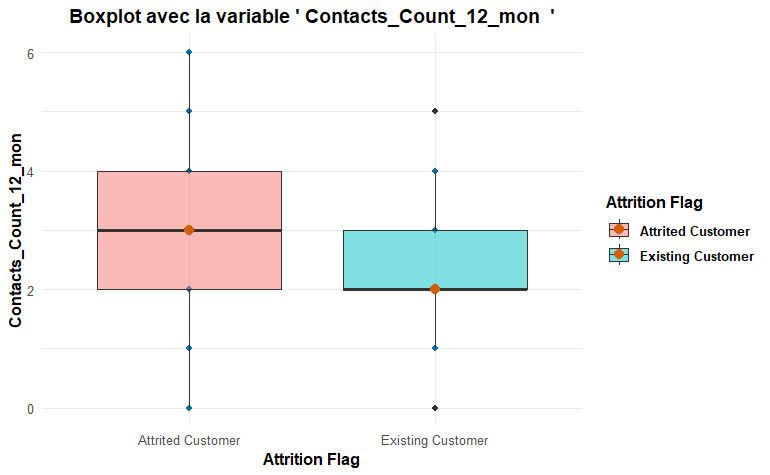 Boxplot avec la variable ' Contacts_Count_12_mon  '
Contacts_Count_12_mon
6
4
2
0
Attrited Customer
Existing Customer
Attrition Flag
Attrition Flag
Attrited Customer
Existing Customer